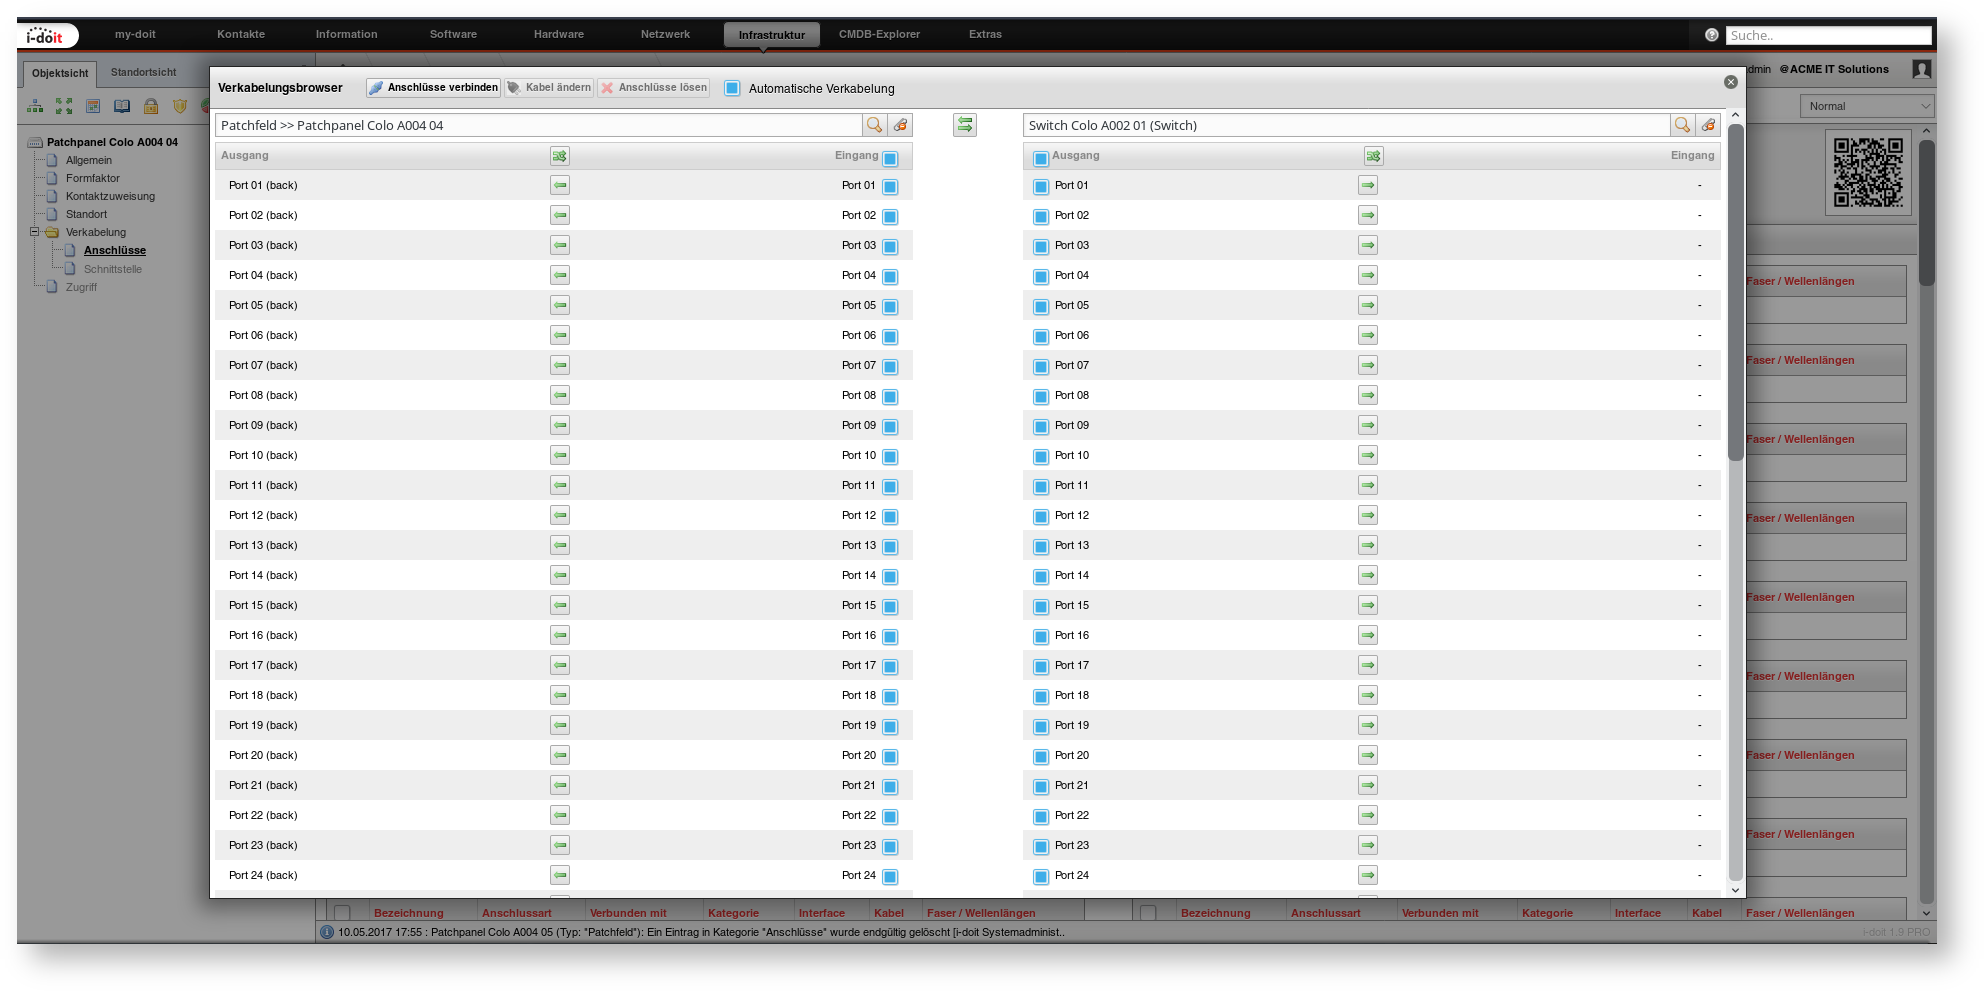 i-doit
my-doit Kontakte Information Software Hardware Netzwerk Infrastruktur CMDB-Explorer Extras Suche..
Objektsicht Standortsicht
@ACME IT Solutions
Verkabelungsbrowser Anschlüsse verbinden Kabel ändern Anschlüsse lösen Automatische Verkabelung
Normal
Patchfeld >> Patchpanel Colo A004 04 Switch Colo A002 01 (Switch)
Patchpanel Colo A004 04
Allgemein
Formfaktor
Kontaktzuweisung
Standort
Verkabelung
Anschlüsse
Schnittstelle
Zugriff
Ausgang Eingang Ausgang Eingang
Port 01 (back) Port 01 Port 01 -
Port 02 (back) Port 02 Port 02 -
Port 03 (back) Port 03 Port 03 -
Port 04 (back) Port 04 Port 04 -
Port 05 (back) Port 05 Port 05 -
Port 06 (back) Port 06 Port 06 -
Port 07 (back) Port 07 Port 07 -
Port 08 (back) Port 08 Port 08 -
Port 09 (back) Port 09 Port 09 -
Port 10 (back) Port 10 Port 10 -
Port 11 (back) Port 11 Port 11 -
Port 12 (back) Port 12 Port 12 -
Port 13 (back) Port 13 Port 13 -
Port 14 (back) Port 14 Port 14 -
Port 15 (back) Port 15 Port 15 -
Port 16 (back) Port 16 Port 16 -
Port 17 (back) Port 17 Port 17 -
Port 18 (back) Port 18 Port 18 -
Port 19 (back) Port 19 Port 19 -
Port 20 (back) Port 20 Port 20 -
Port 21 (back) Port 21 Port 21 -
Port 22 (back) Port 22 Port 22 -
Port 23 (back) Port 23 Port 23 -
Port 24 (back) Port 24 Port 24 -
Faser / Wellenlängen
Faser / Wellenlängen
Faser / Wellenlängen
Faser / Wellenlängen
Faser / Wellenlängen
Faser / Wellenlängen
Faser / Wellenlängen
Faser / Wellenlängen
Bezeichnung Anschlussart Verbunden mit Kategorie Interface Kabel Faser / Wellenlängen Bezeichnung Anschlussart Verbunden mit Kategorie Interface Kabel Faser / Wellenlängen
10.05.2017 17:55 : Patchpanel Colo A004 05 (Typ: "Patchfeld"): Ein Eintrag in Kategorie "Anschlüsse" wurde endgültig gelöscht [i-doit Systemadminist.. i-doit 1.9 PRO